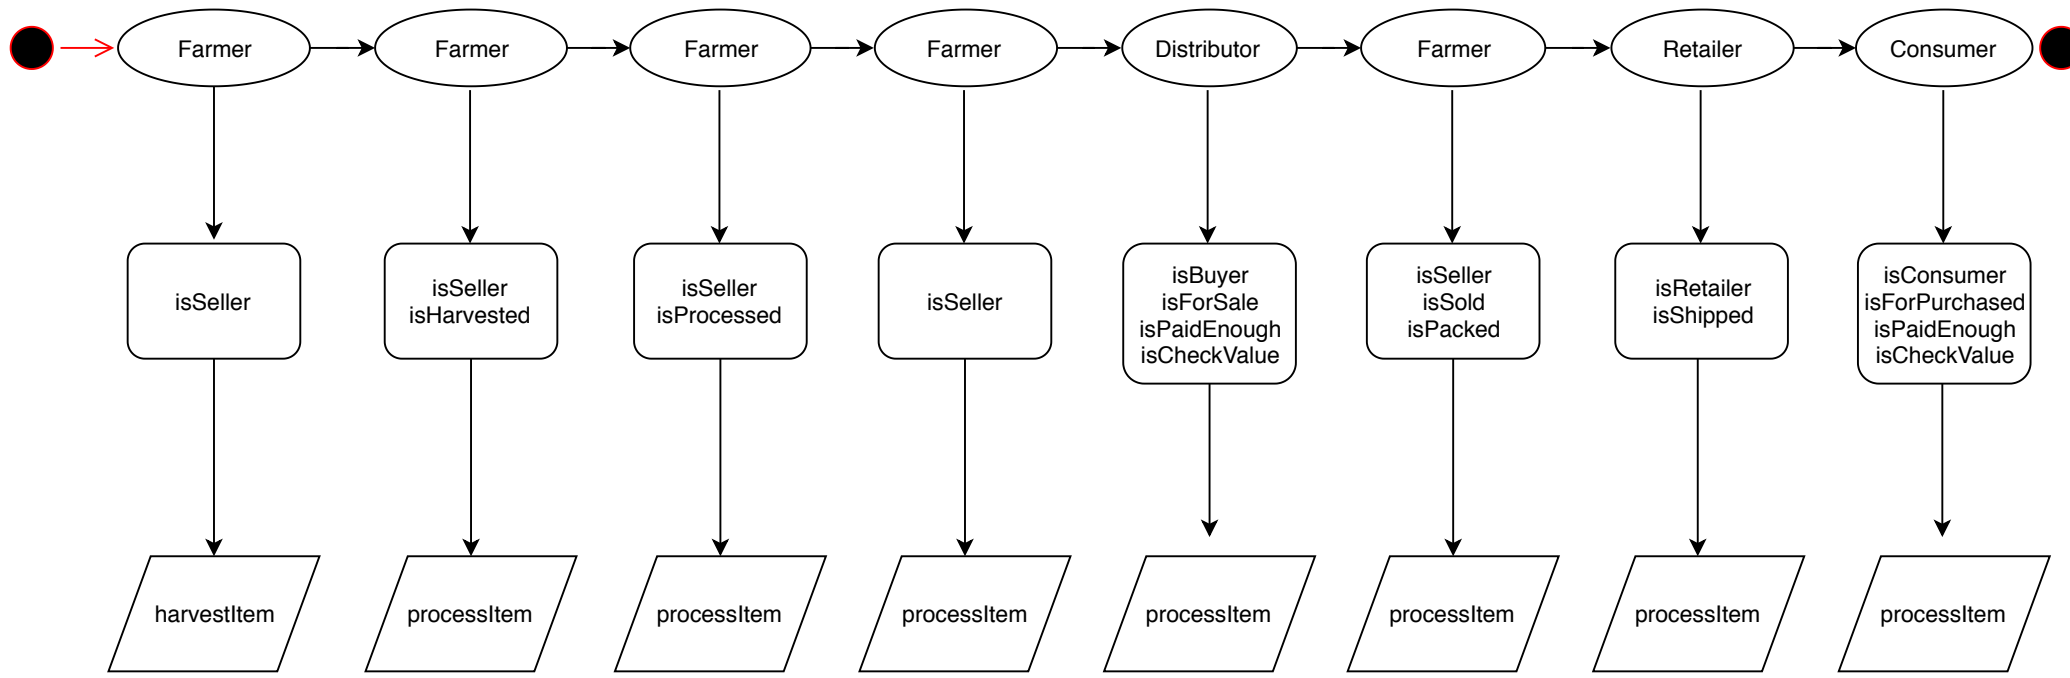 Farmer
Farmer
Farmer
Farmer
Distributor
Farmer
Retailer
Consumer
isSeller
isSeller
isHarvested
isSeller
isProcessed
isSeller
isBuyer
isForSale
isPaidEnough
isCheckValue
isSeller
isSold
isPacked
isRetailer
isShipped
isConsumer
isForPurchased
isPaidEnough
isCheckValue
harvestItem
processItem
processItem
processItem
processItem
processItem
processItem
processItem